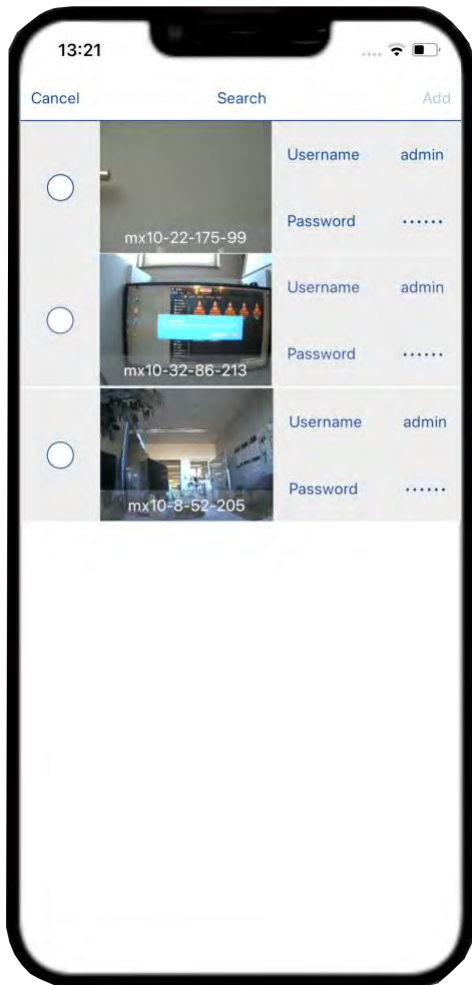 13:21
Cancel Search Add
Username admin
Password ······
mx10-22-175-99
Username admin
Password ······
mx10-32-86-213
Username admin
Password ······
mx10-8-52-205